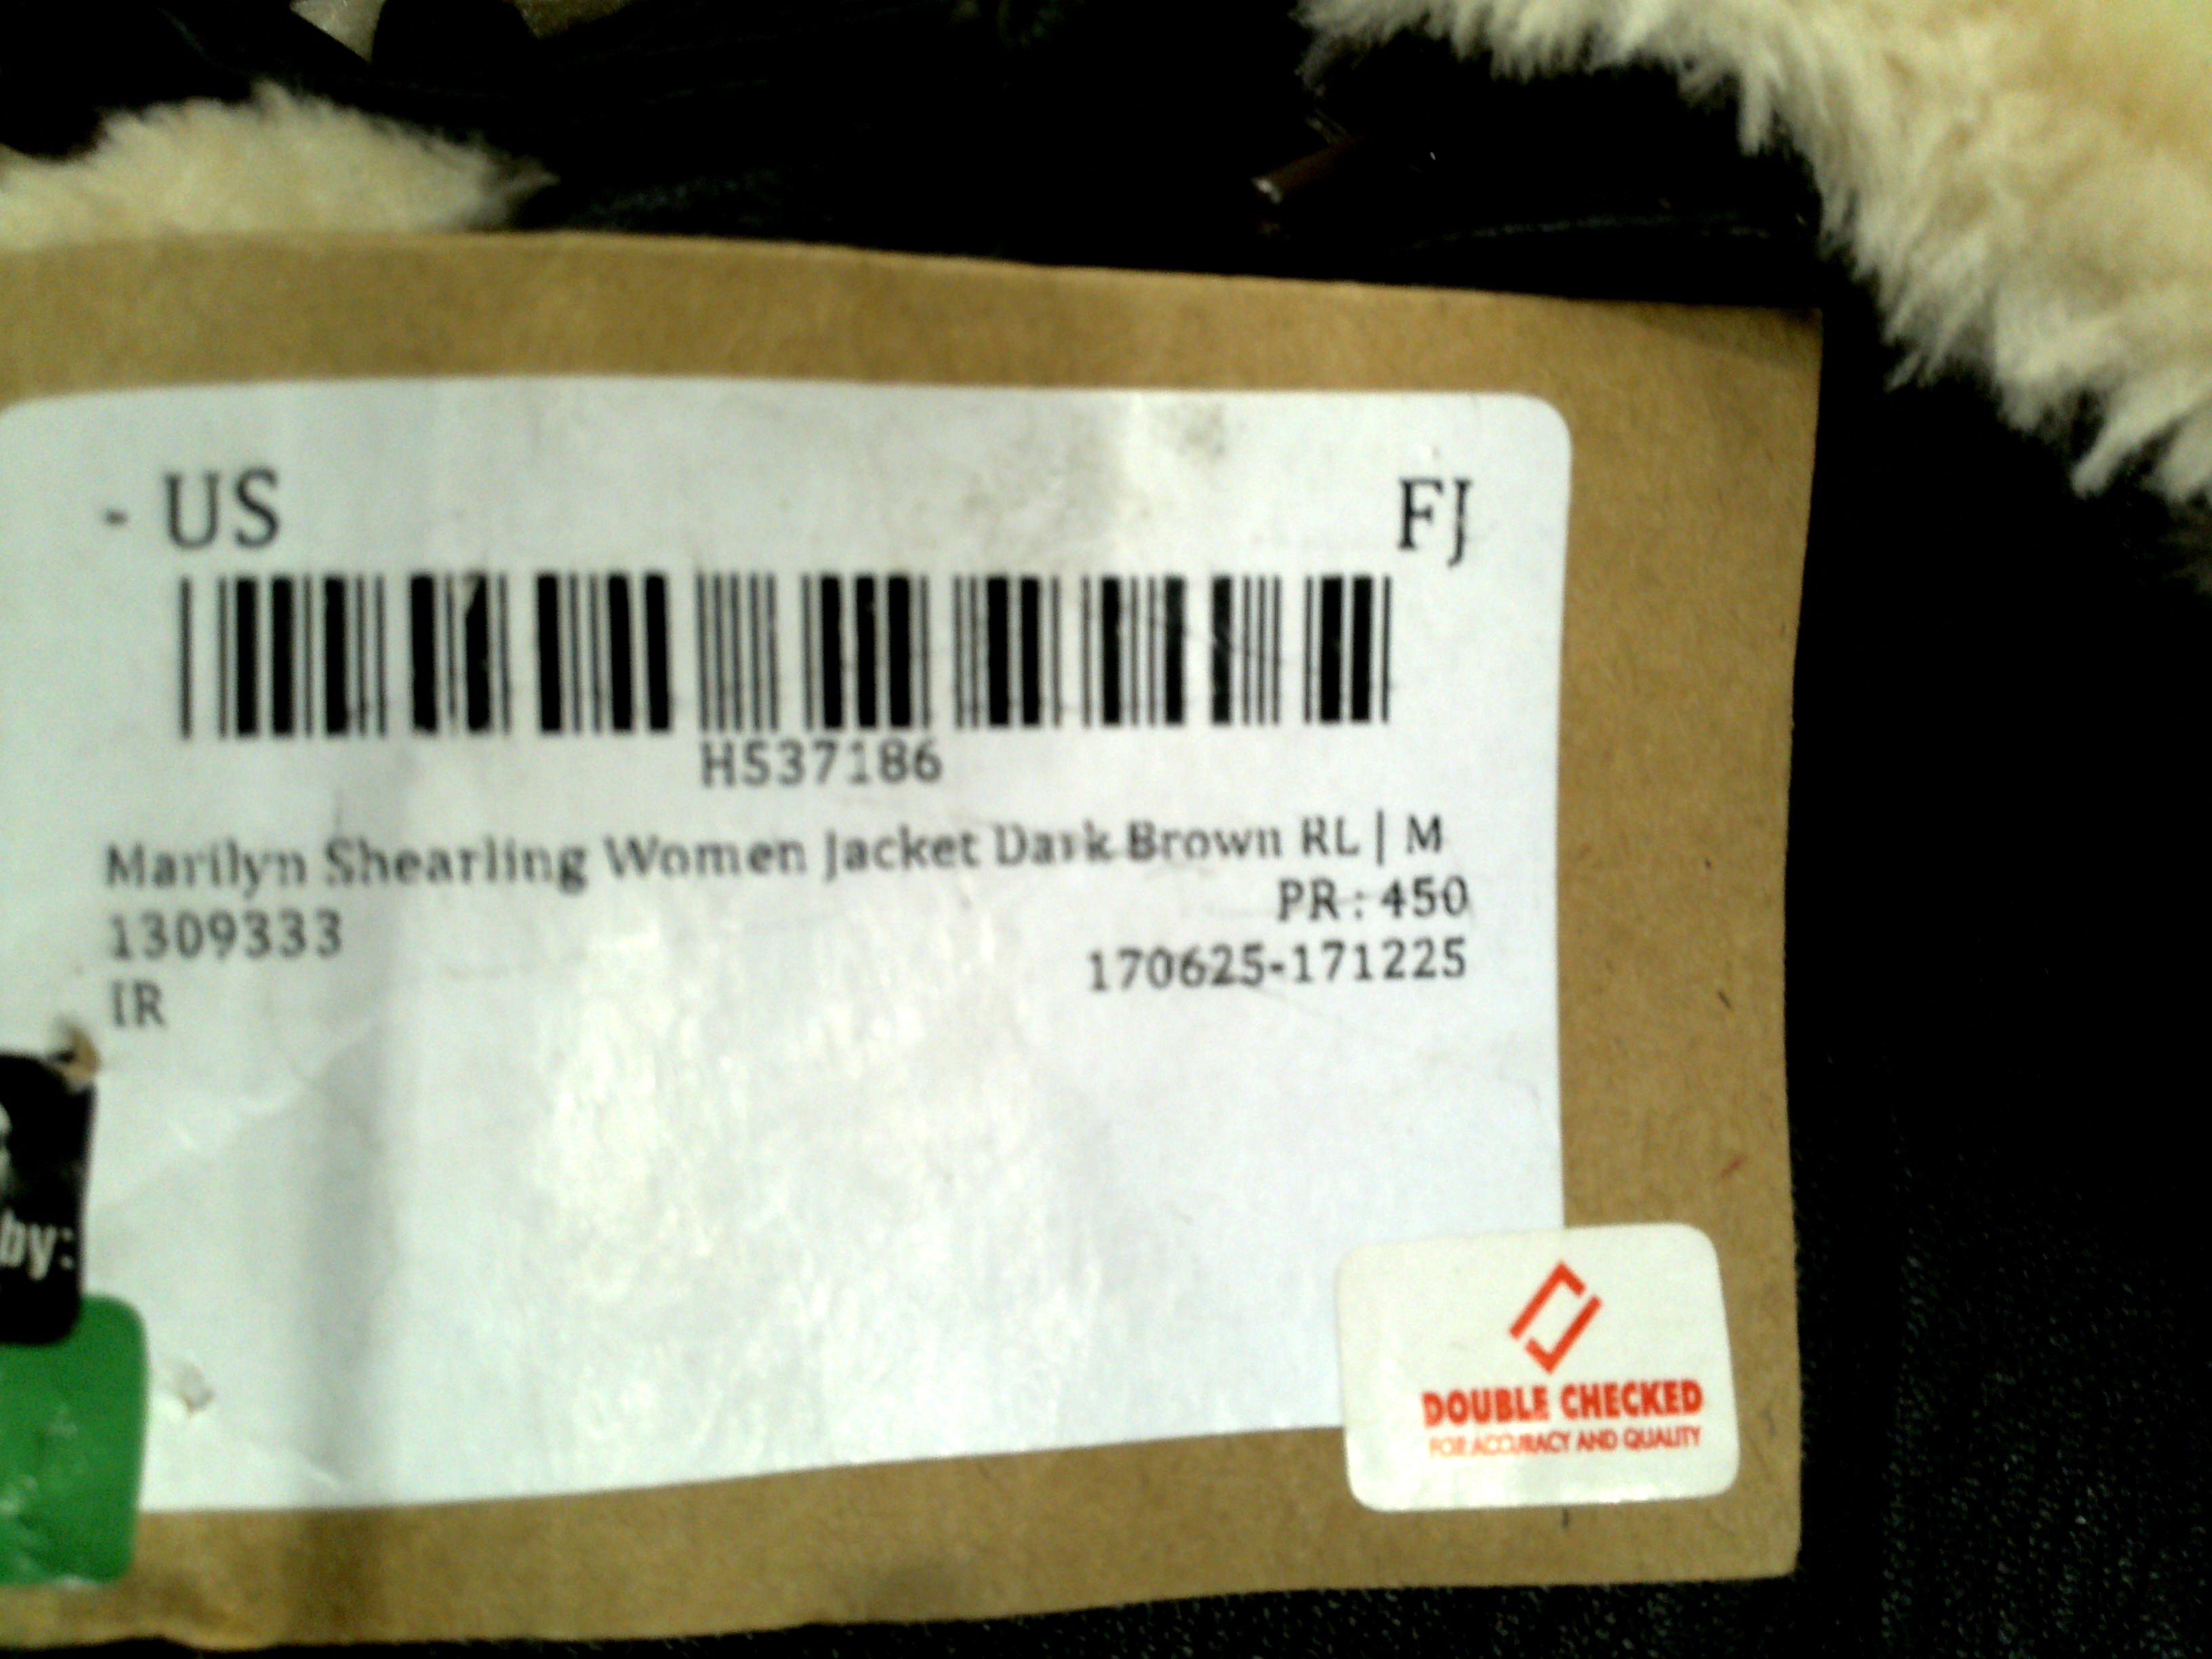 - US FJ
H537186
Marilyn Shearling Women Jacket Dark Brown RL | M
PR : 450
1309333
170625-171225
IR
by:
DOUBLE CHECKED
FOR ACCURACY AND QUALITY